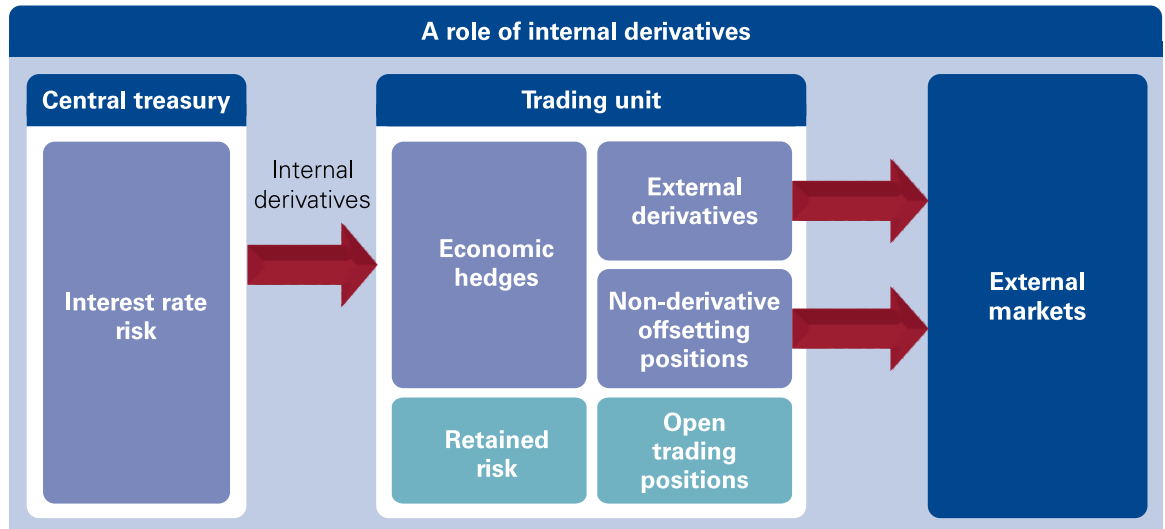 A role of internal derivatives
Central treasury
Interest rate
risk
Internal
derivatives
Trading unit
Economic
hedges
External
derivatives
Non-derivative
offsetting
positions
Retained
risk
Open
trading
positions
External
markets